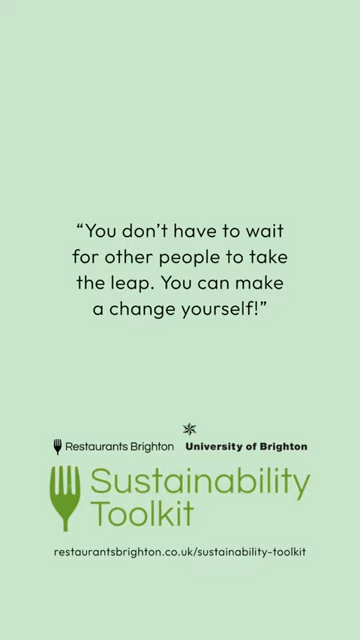 “You don’t have to wait
for other people to take
the leap. You can make
a change yourself!”
Restaurants Brighton
University of Brighton
Sustainability
Toolkit
restaurantsbrighton.co.uk/sustainability-toolkit